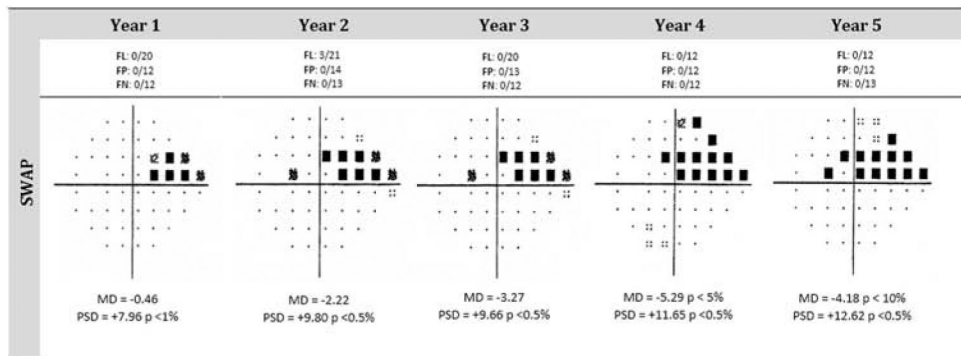 Year 1 Year 2 Year 3 Year 4 Year 5
FL: 0/20 FL: 3/21 FL: 0/20 FL: 0/12 FL: 0/12
FP: 0/12 FP: 0/14 FP: 0/13 FP: 0/12 FP: 0/12
FN: 0/12 FN: 0/13 FN: 0/12 FN: 0/12 FN: 0/13
SWAP
MD = -0.46 MD = -2.22 MD = -3.27 MD = -5.29 p < 5% MD = -4.18 p < 10%
PSD = +7.96 p <1% PSD = +9.80 p <0.5% PSD = +9.66 p <0.5% PSD = +11.65 p <0.5% PSD = +12.62 p <0.5%